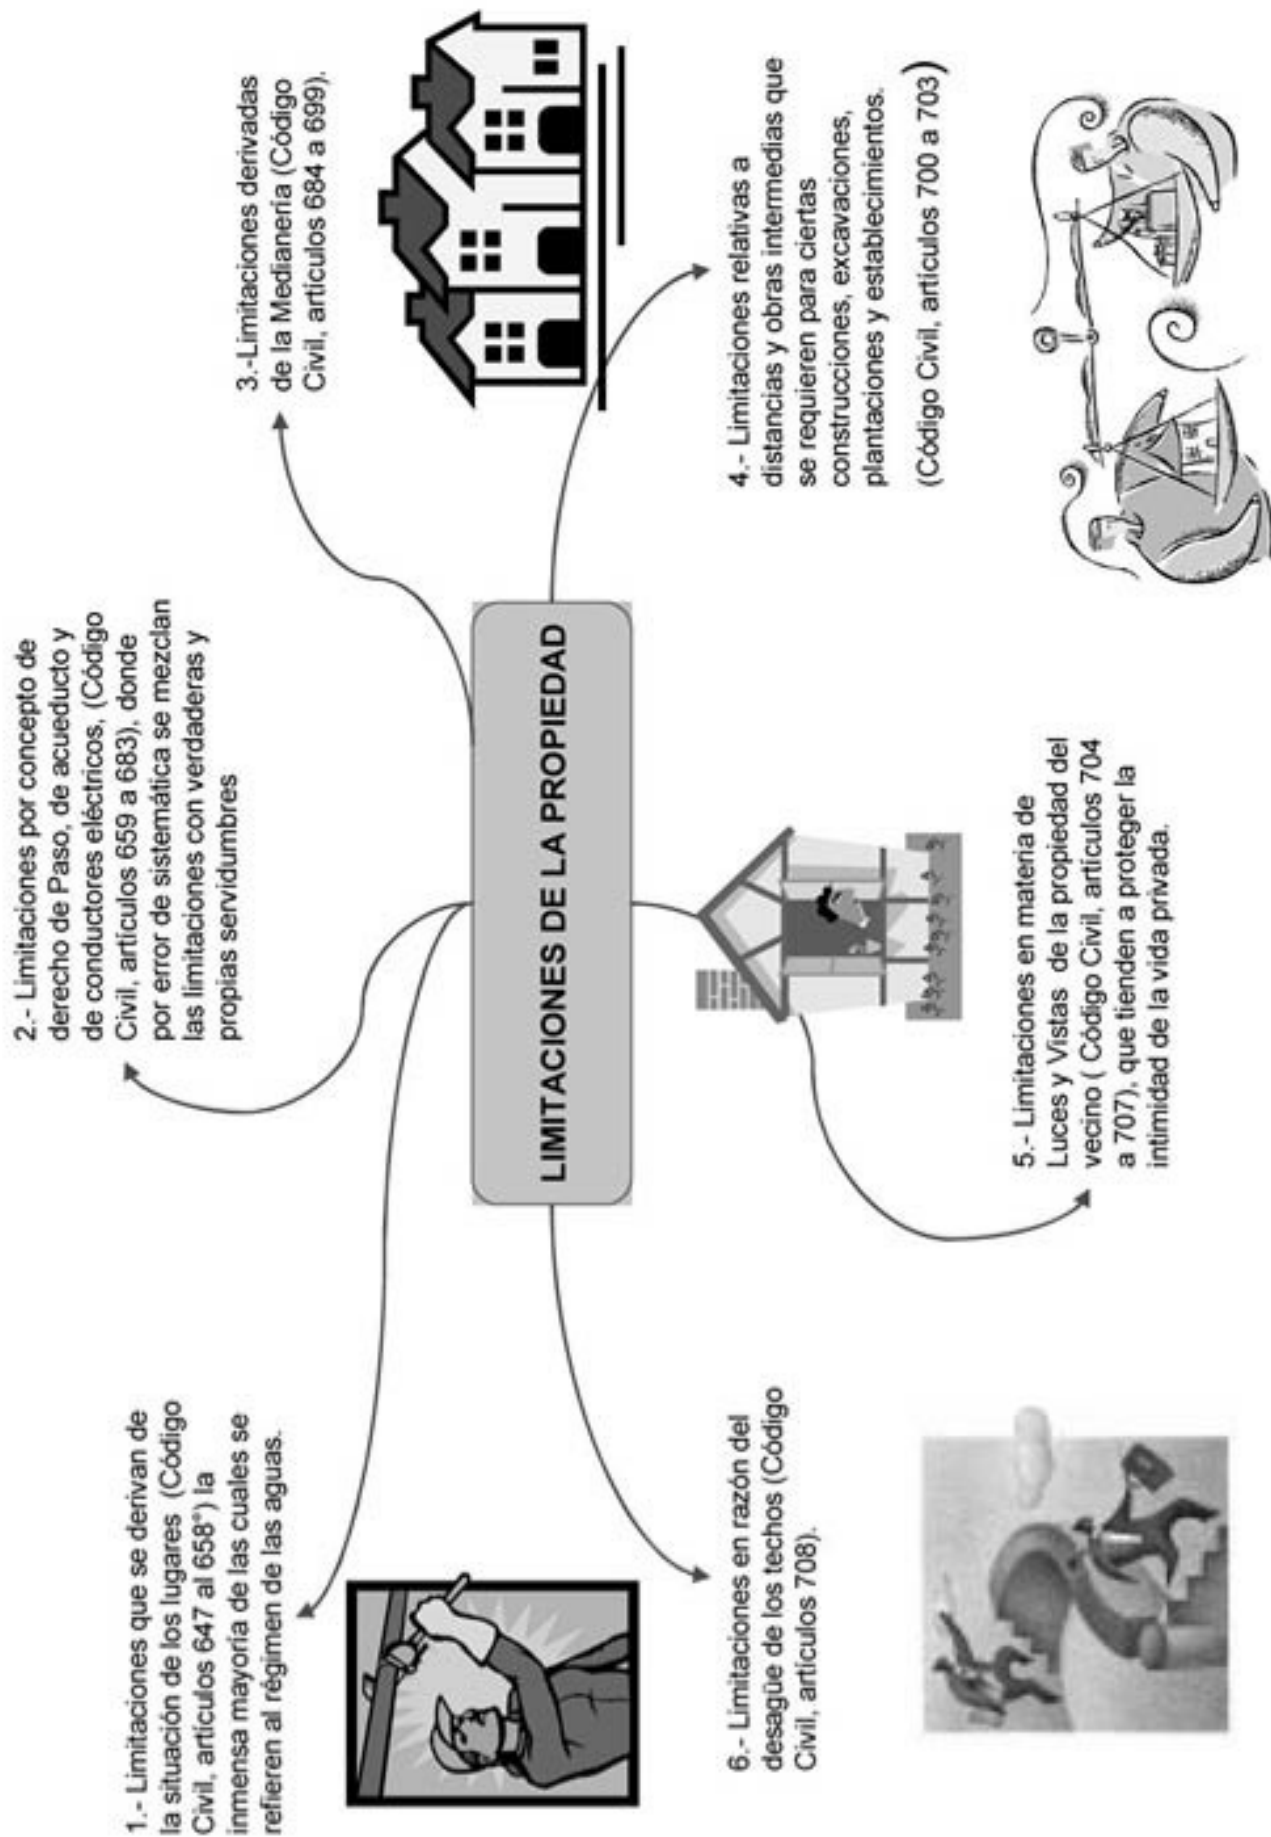 1.- Limitaciones que se derivan de
la situación de los lugares (Código
Civil, artículos 647 al 658°) la
inmensa mayoría de las cuales se
refieren al régimen de las aguas.
2.- Limitaciones por concepto de
derecho de Paso, de acueducto y
de conductores eléctricos, (Código
Civil, artículos 659 a 683), donde
por error de sistemática se mezclan
las limitaciones con verdaderas y
propias servidumbres
3.-Limitaciones derivadas
de la Medianería (Código
Civil, artículos 684 a 699).
LIMITACIONES DE LA PROPIEDAD
4.- Limitaciones relativas a
distancias y obras intermedias que
se requieren para ciertas
construcciones, excavaciones,
plantaciones y establecimientos.
(Código Civil, artículos 700 a 703)
5.- Limitaciones en materia de
Luces y Vistas de la propiedad del
vecino ( Código Civil, artículos 704
a 707), que tienden a proteger la
intimidad de la vida privada.
6.- Limitaciones en razón del
desagüe de los techos (Código
Civil, artículos 708).